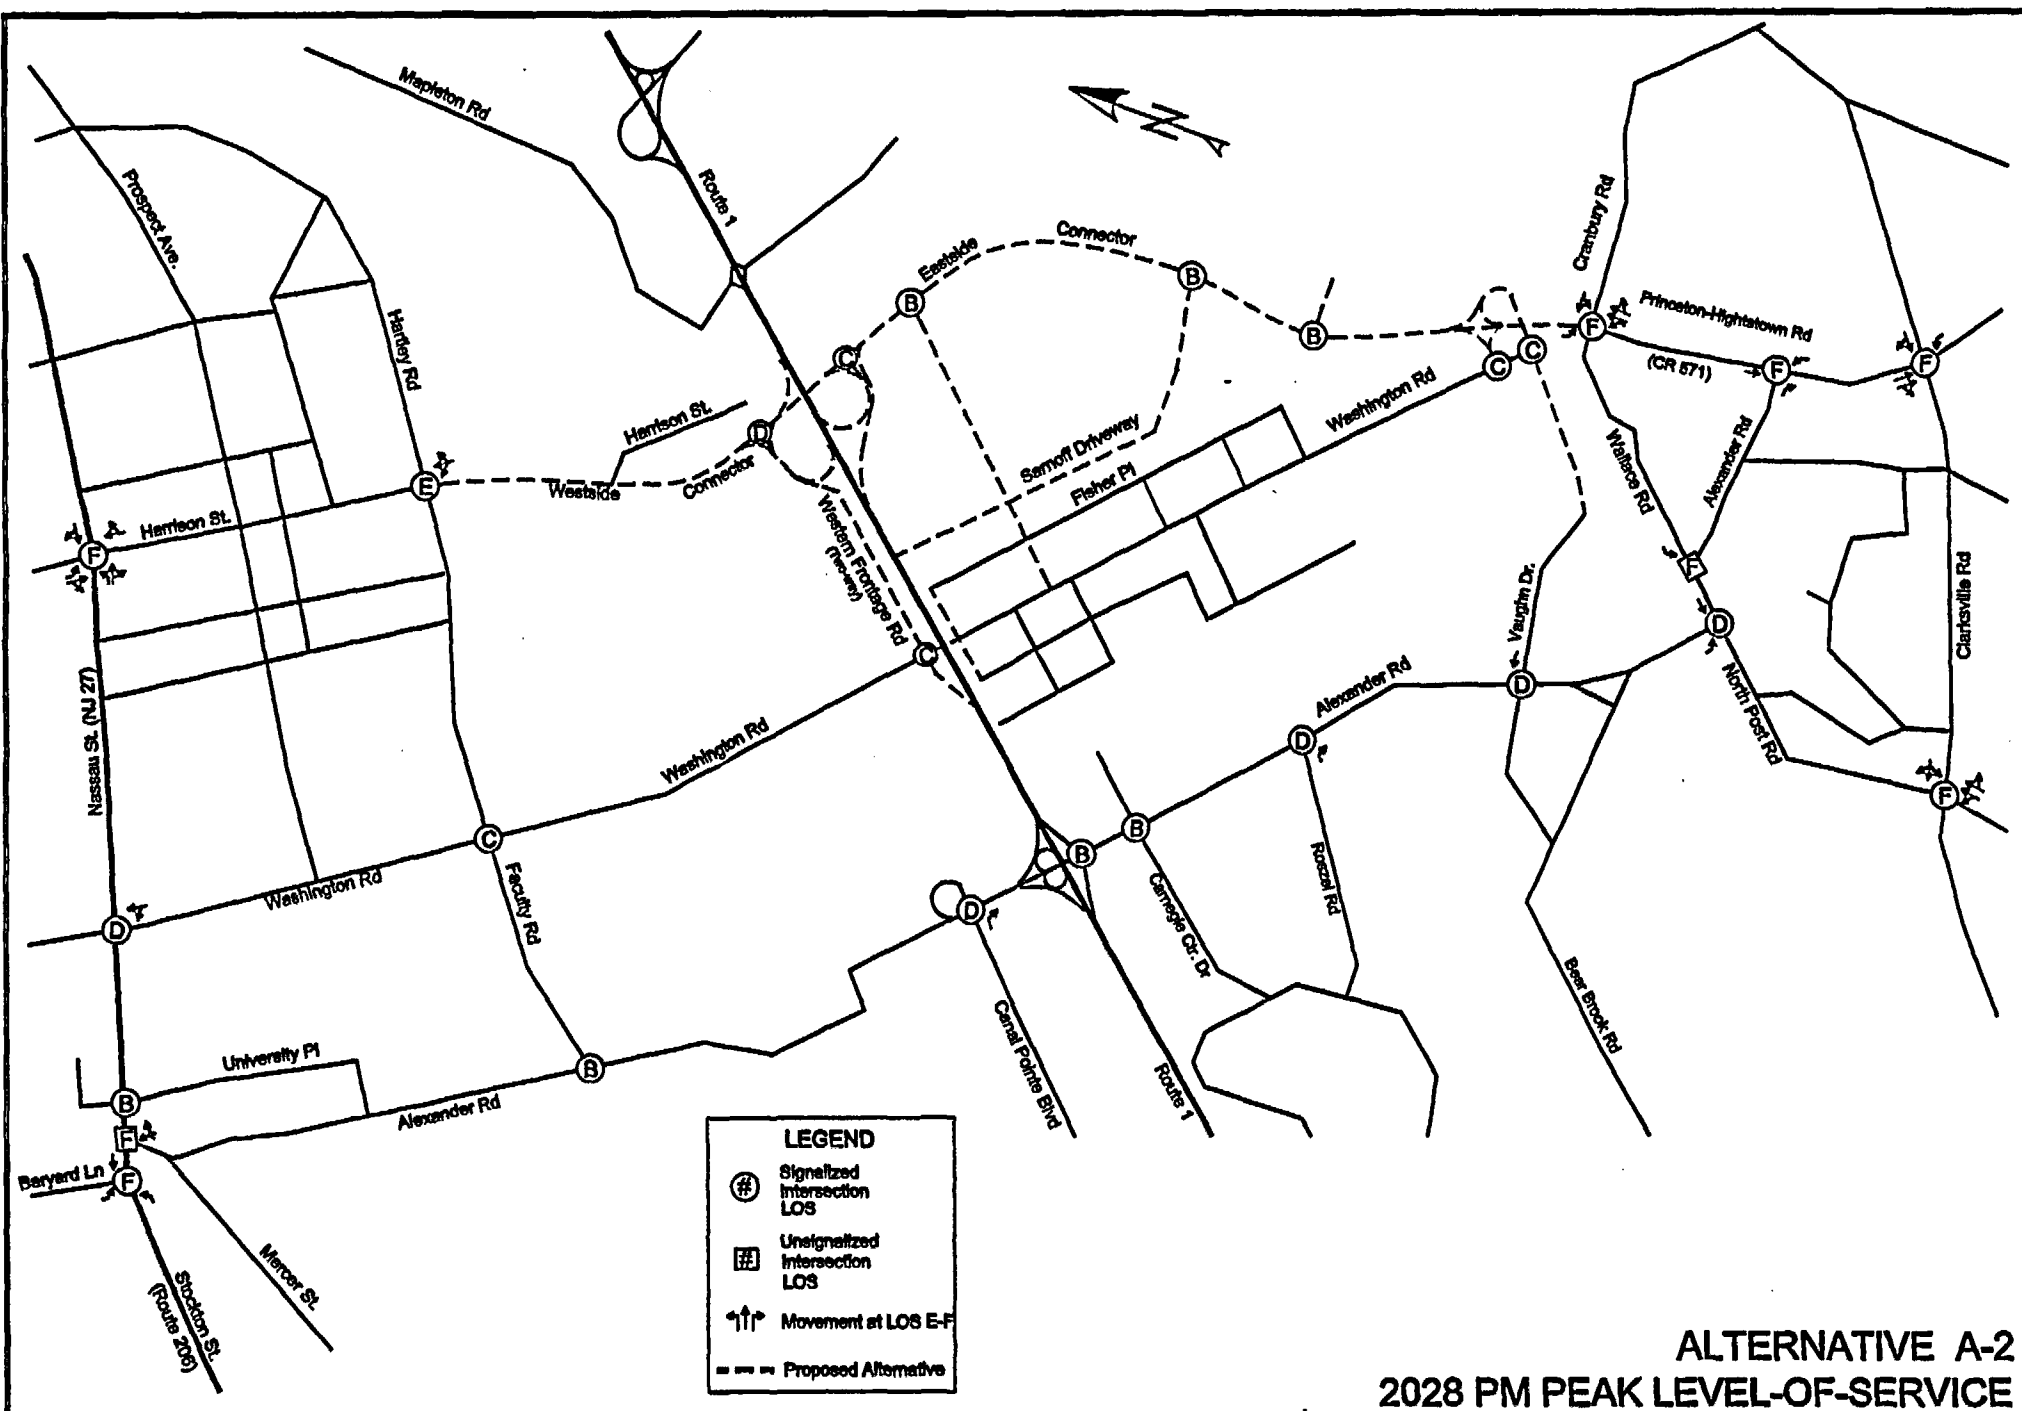 Mapleton Rd
Route 1
Prospect Ave.
Hartley Rd
Cranbury Rd
Connector
Eastside
B
B
B
Princeton-Hightstown Rd
(CR 571)
F
F
F
C
C
C
Washington Rd
Harrison St.
D
Connector
Westside
E
Sarnoff Driveway
Fisher Pl
Alexander Rd
Wallace Rd
Western Frontage Rd
(Two-way)
Harrison St.
F
F
Vaughn Dr.
Clarksville Rd
D
C
D
Alexander Rd
North Post Rd
Nassau St. (NJ 27)
Washington Rd
D
F
B
B
C
Roszel Rd
Washington Rd
Faculty Rd
Carnegie Ctr. Dr
D
D
Bear Brook Rd
Canal Pointe Blvd
Route 1
University Pl
B
Alexander Rd
B
F
Baryard Ln
F
Mercer St.
Stockton St.
(Route 206)
LEGEND
# Signalized
Intersection
LOS
# Unsignalized
Intersection
LOS
Movement at LOS E-F
Proposed Alternative
ALTERNATIVE A-2
2028 PM PEAK LEVEL-OF-SERVICE
N